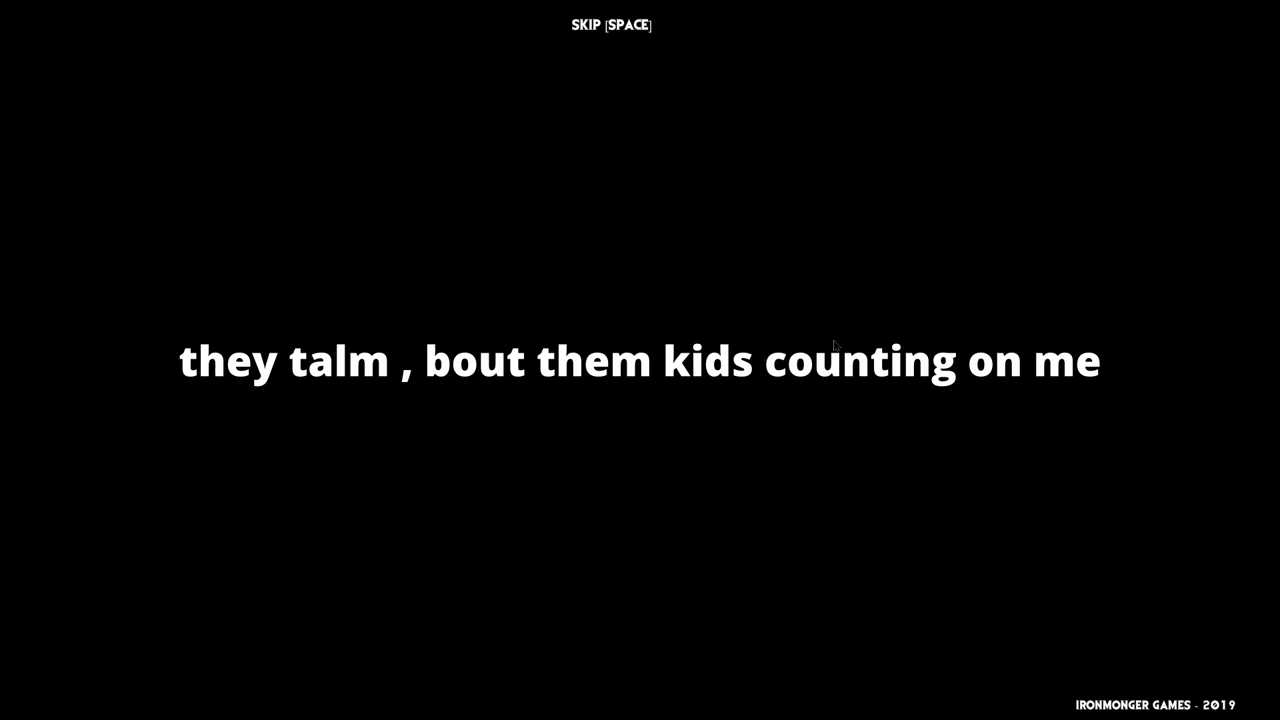 SKIP [SPACE]
they talm , bout them kids counting on me
IRONMONGER GAMES - 2019